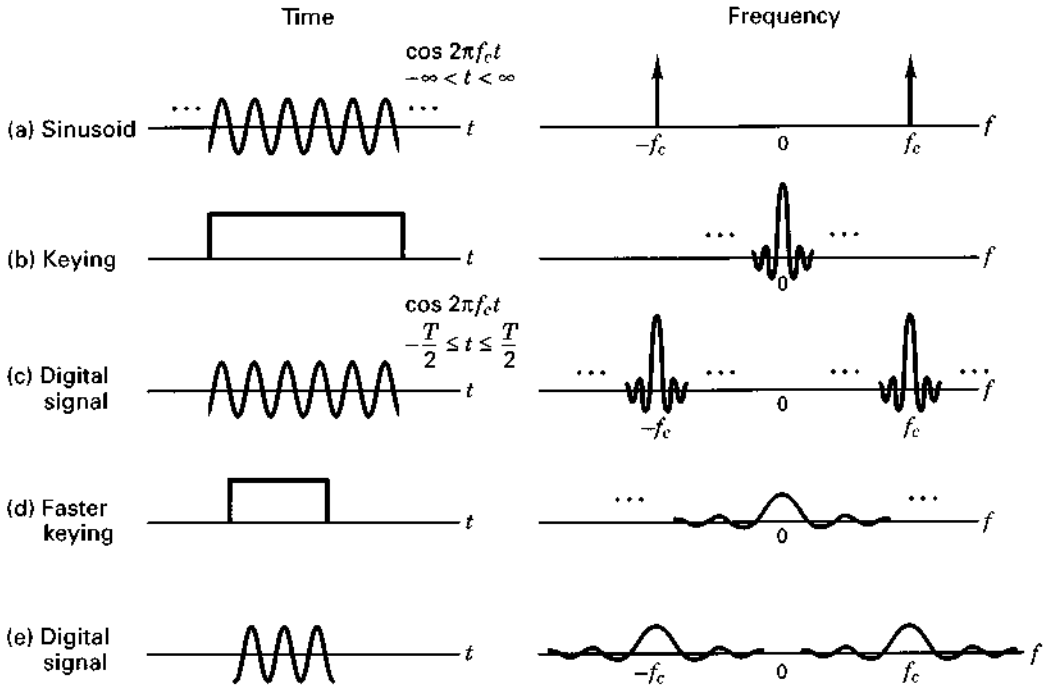 Time
Frequency
cos 2πf_c t
−∞ < t < ∞
(a) Sinusoid
··· ··· t
−f_c 0 f_c f
(b) Keying
t
··· ··· 0 f
cos 2πf_c t
−T/2 ≤ t ≤ T/2
(c) Digital
signal
t
··· ··· ··· ···
−f_c 0 f_c f
(d) Faster
keying
t
··· ··· 0 f
(e) Digital
signal
t
−f_c 0 f_c f